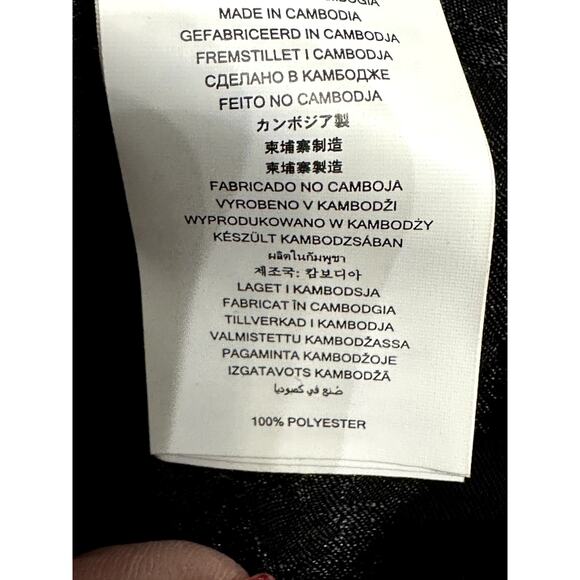 MADE IN CAMBODIA
GEFABRICEERD IN CAMBODJA
FREMSTILLET I CAMBODJA
СДЕЛАНО В КАМБОДЖЕ
FEITO NO CAMBODJA
カンボジア製
柬埔寨制造
柬埔寨製造
FABRICADO NO CAMBOJA
VYROBENO V KAMBODŽI
WYPRODUKOWANO W KAMBODŻY
KÉSZÜLT KAMBODZSÁBAN
ผลิตในกัมพูชา
제조국: 캄보디아
LAGET I KAMBODSJA
FABRICAT ÎN CAMBODGIA
TILLVERKAD I KAMBODJA
VALMISTETTU KAMBODŽASSA
PAGAMINTA KAMBODŽOJE
IZGATAVOTS KAMBODŽĀ
صُنع في كمبوديا
100% POLYESTER